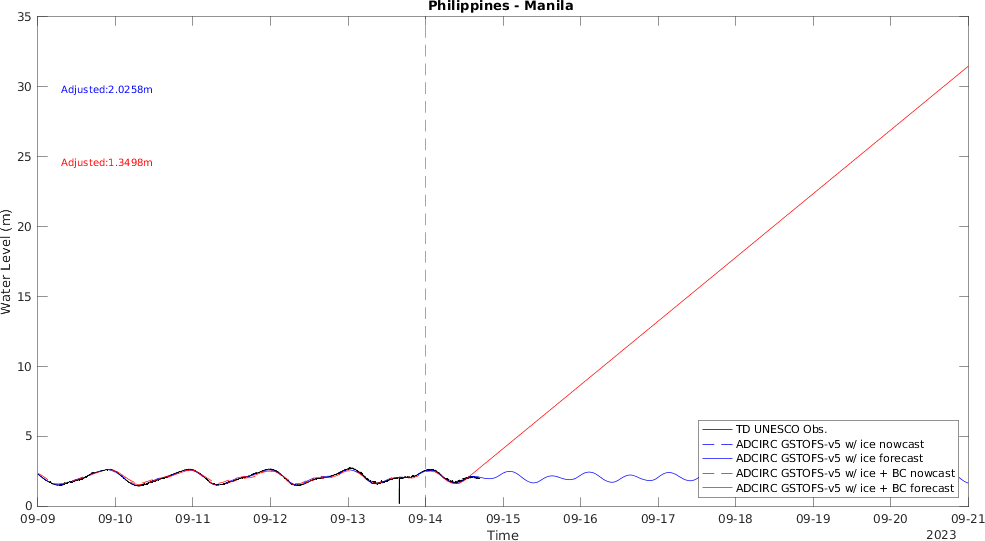 Philippines - Manila
35
30
25
20
15
10
5
0
Water Level (m)
Adjusted:2.0258m
Adjusted:1.3498m
TD UNESCO Obs.
ADCIRC GSTOFS-v5 w/ ice nowcast
ADCIRC GSTOFS-v5 w/ ice forecast
ADCIRC GSTOFS-v5 w/ ice + BC nowcast
ADCIRC GSTOFS-v5 w/ ice + BC forecast
09-09 09-10 09-11 09-12 09-13 09-14 09-15 09-16 09-17 09-18 09-19 09-20 09-21
Time
2023